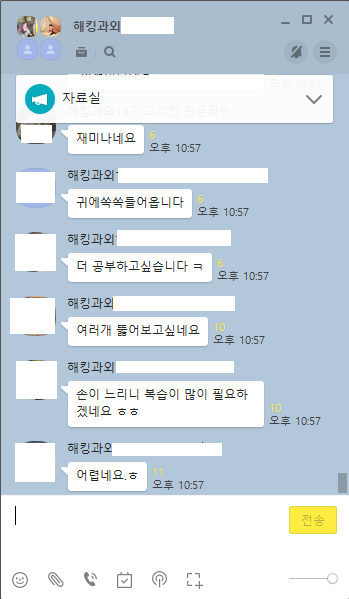 해킹과외
자료실
재미나네요
6
오후 10:57
해킹과외
귀에쏙쏙들어옵니다
6
오후 10:57
해킹과외
더 공부하고싶습니다 ㅋ
6
오후 10:57
해킹과외
여러개 뚫어보고싶네요
10
오후 10:57
해킹과외
손이 느리니 복습이 많이 필요하
겠네요 ㅎㅎ
10
오후 10:57
해킹과외
어렵네요.ㅎ
11
오후 10:57
전송